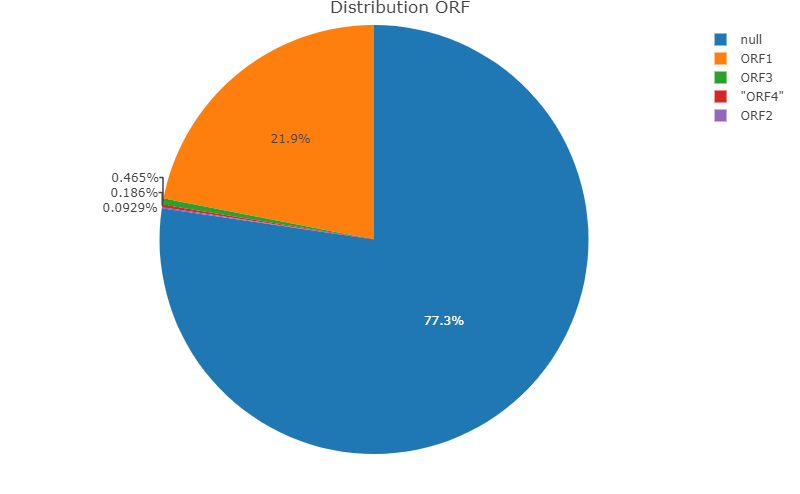 Distribution ORF
null
ORF1
ORF3
"ORF4"
ORF2
21.9%
0.465%
0.186%
0.0929%
77.3%